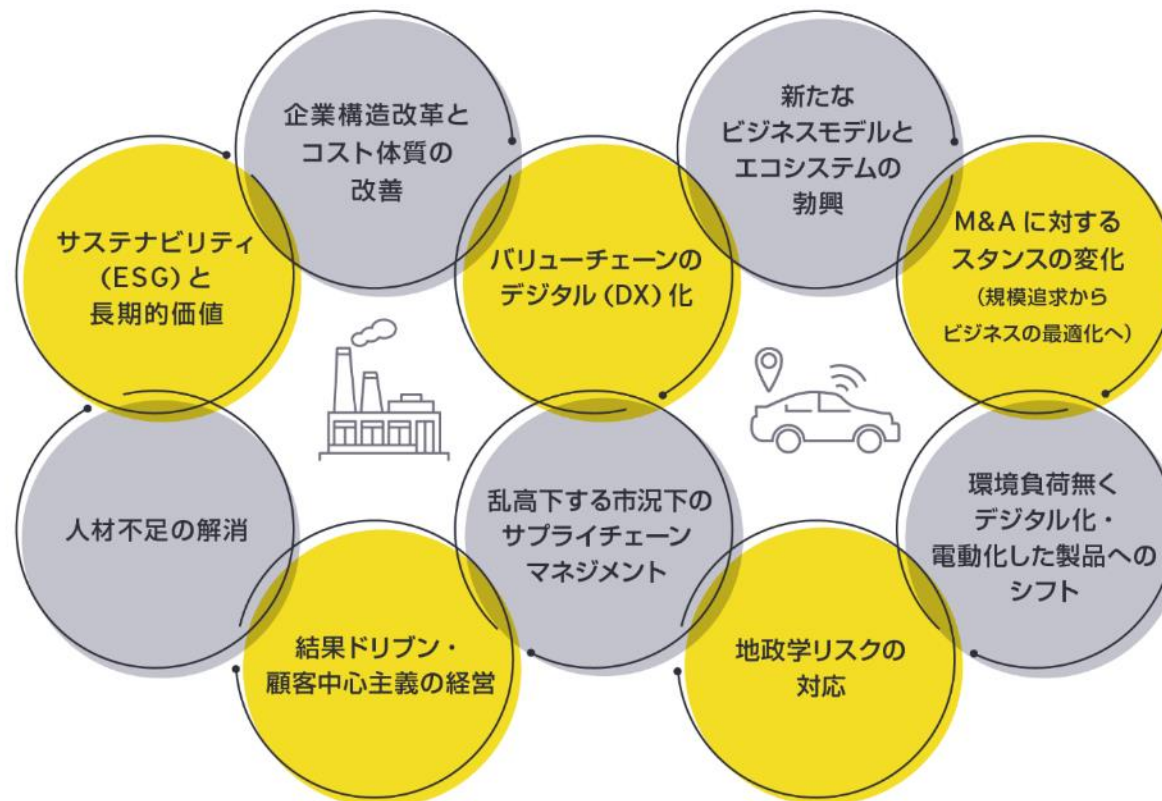 企業構造改革と
コスト体質の
改善
新たな
ビジネスモデルと
エコシステムの
勃興
サステナビリティ
(ESG)と
長期的価値
バリューチェーンの
デジタル(DX)化
M&Aに対する
スタンスの変化
(規模追求から
ビジネスの最適化へ)
人材不足の解消
乱高下する市況下の
サプライチェーン
マネジメント
環境負荷無く
デジタル化・
電動化した製品への
シフト
結果ドリブン・
顧客中心主義の経営
地政学リスクの
対応